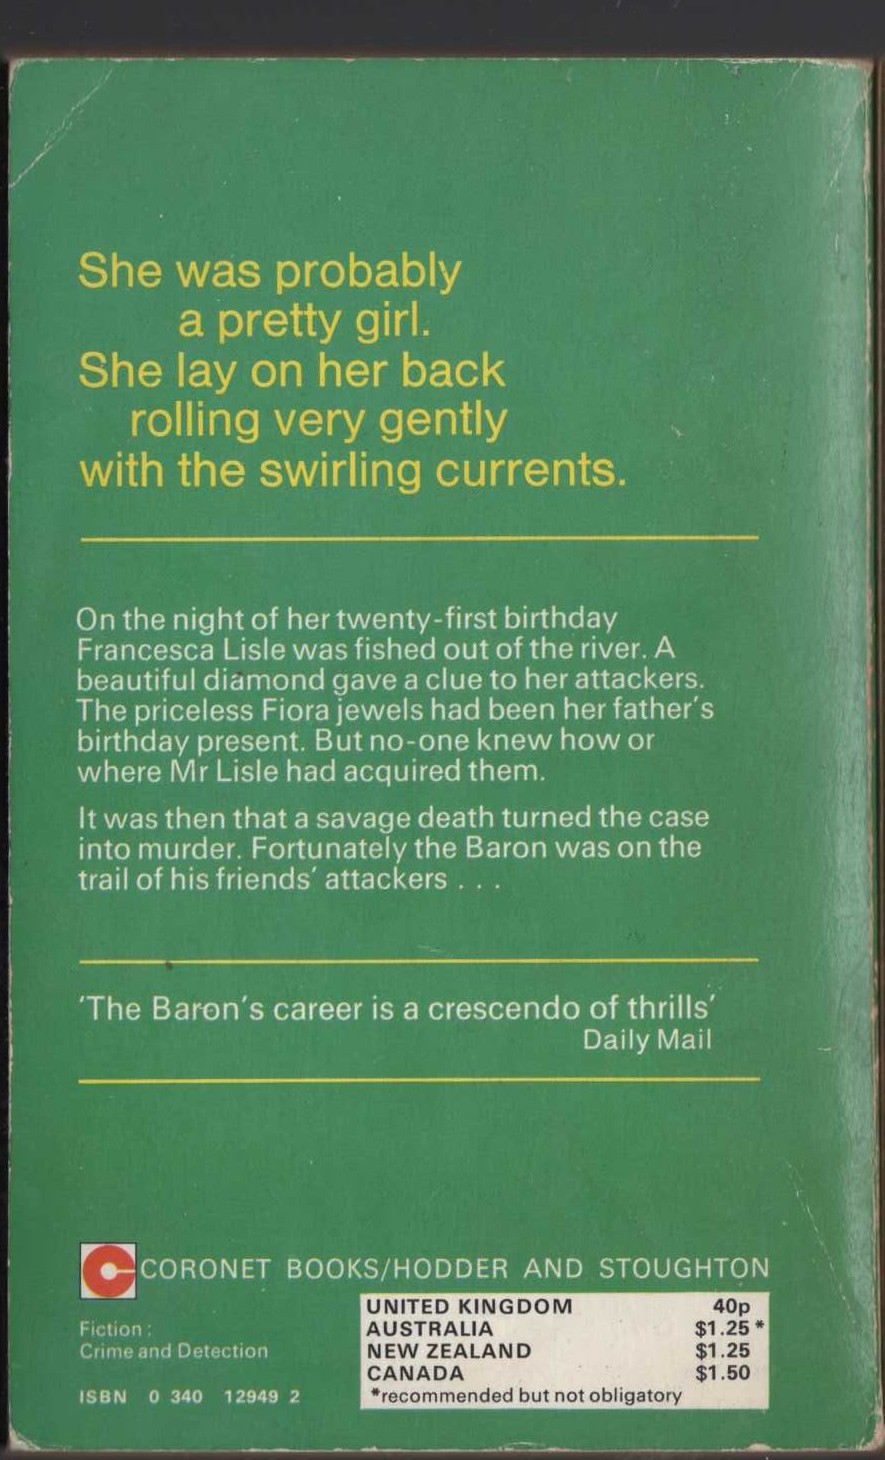 She was probably
a pretty girl.
She lay on her back
rolling very gently
with the swirling currents.
On the night of her twenty-first birthday
Francesca Lisle was fished out of the river. A
beautiful diamond gave a clue to her attackers.
The priceless Fiora jewels had been her father's
birthday present. But no-one knew how or
where Mr Lisle had acquired them.
It was then that a savage death turned the case
into murder. Fortunately the Baron was on the
trail of his friends' attackers . . .
'The Baron's career is a crescendo of thrills'
Daily Mail
CORONET BOOKS/HODDER AND STOUGHTON
Fiction :
Crime and Detection
ISBN 0 340 12949 2
UNITED KINGDOM 40p
AUSTRALIA $1.25*
NEW ZEALAND $1.25
CANADA $1.50
*recommended but not obligatory